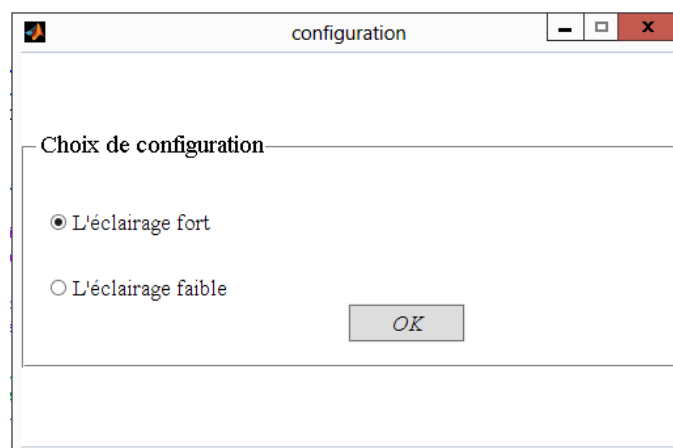 configuration
Choix de configuration
L'éclairage fort
L'éclairage faible
OK